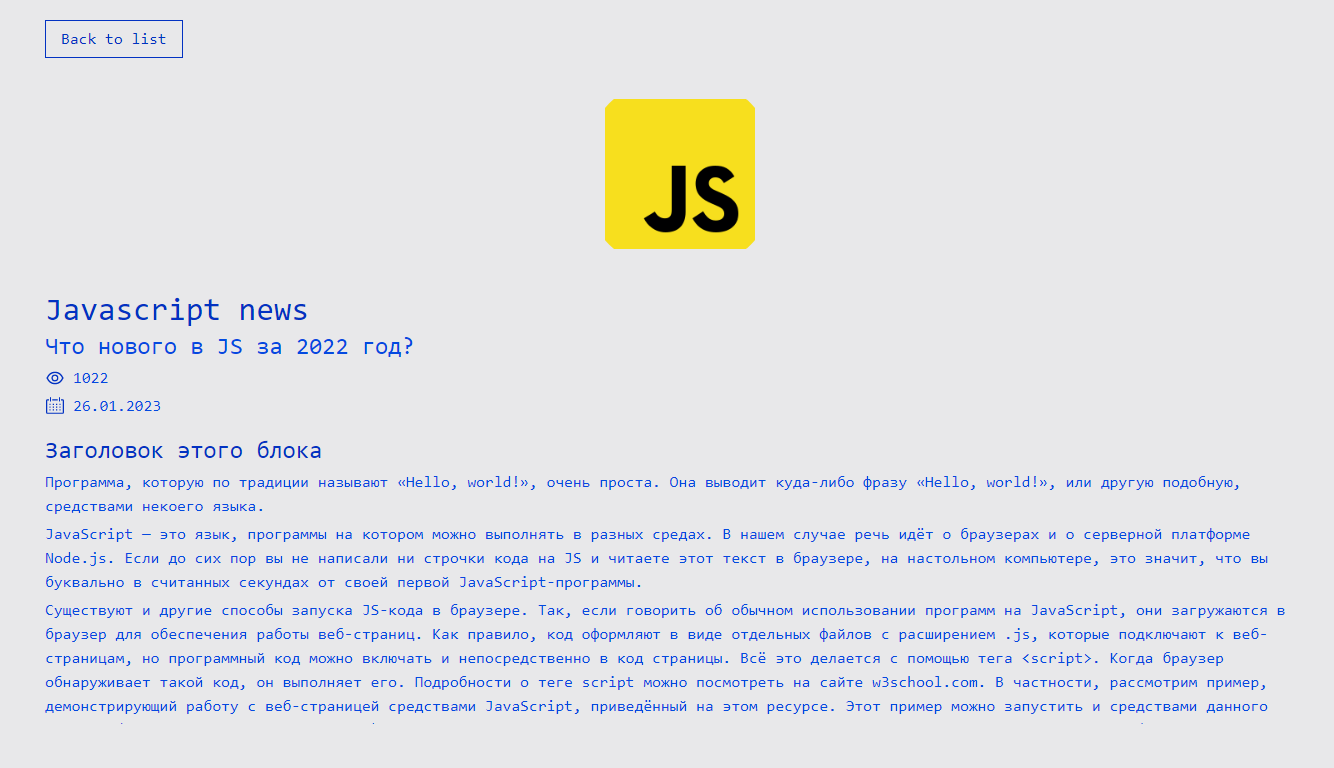 Back to list
JS
Javascript news
Что нового в JS за 2022 год?
1022
26.01.2023
Заголовок этого блока
Программа, которую по традиции называют «Hello, world!», очень проста. Она выводит куда-либо фразу «Hello, world!», или другую подобную,
средствами некоего языка.
JavaScript — это язык, программы на котором можно выполнять в разных средах. В нашем случае речь идёт о браузерах и о серверной платформе
Node.js. Если до сих пор вы не написали ни строчки кода на JS и читаете этот текст в браузере, на настольном компьютере, это значит, что вы
буквально в считанных секундах от своей первой JavaScript-программы.
Существуют и другие способы запуска JS-кода в браузере. Так, если говорить об обычном использовании программ на JavaScript, они загружаются в
браузер для обеспечения работы веб-страниц. Как правило, код оформляют в виде отдельных файлов с расширением .js, которые подключают к веб-
страницам, но программный код можно включать и непосредственно в код страницы. Всё это делается с помощью тега <script>. Когда браузер
обнаруживает такой код, он выполняет его. Подробности о теге script можно посмотреть на сайте w3school.com. В частности, рассмотрим пример,
демонстрирующий работу с веб-страницей средствами JavaScript, приведённый на этом ресурсе. Этот пример можно запустить и средствами данного